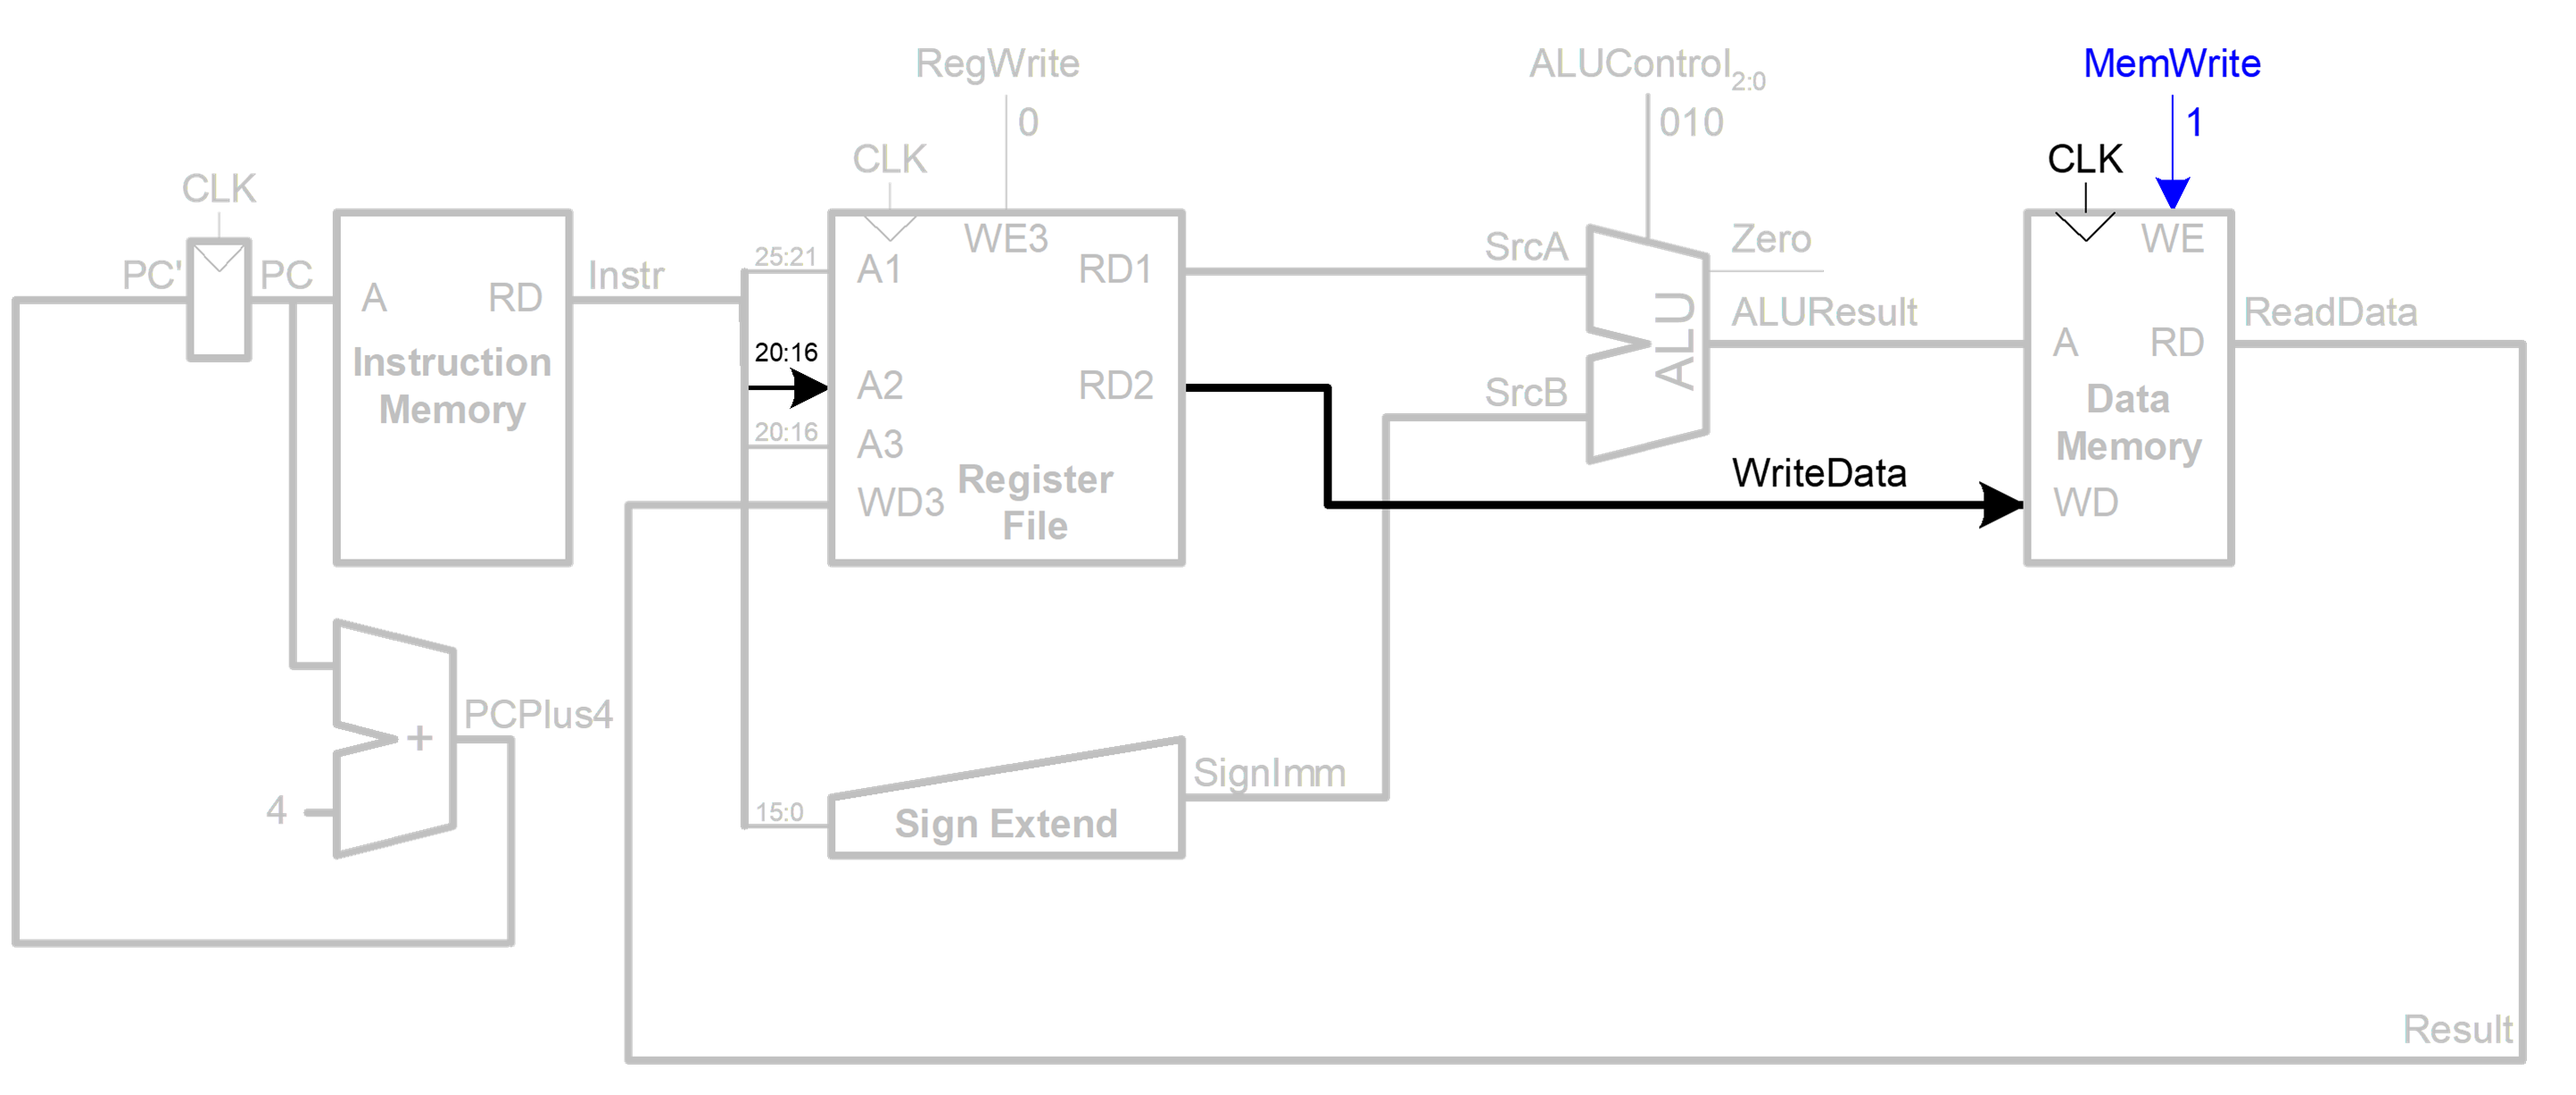 RegWrite
ALUControl2:0
MemWrite
0
010
1
CLK
CLK
CLK
PC'
PC
A
RD
Instruction
Memory
Instr
25:21
20:16
20:16
15:0
A1
WE3
RD1
A2
RD2
A3
WD3
Register
File
SrcA
SrcB
ALU
Zero
ALUResult
WriteData
WE
A
RD
Data
Memory
WD
ReadData
+
4
PCPlus4
Sign Extend
SignImm
Result